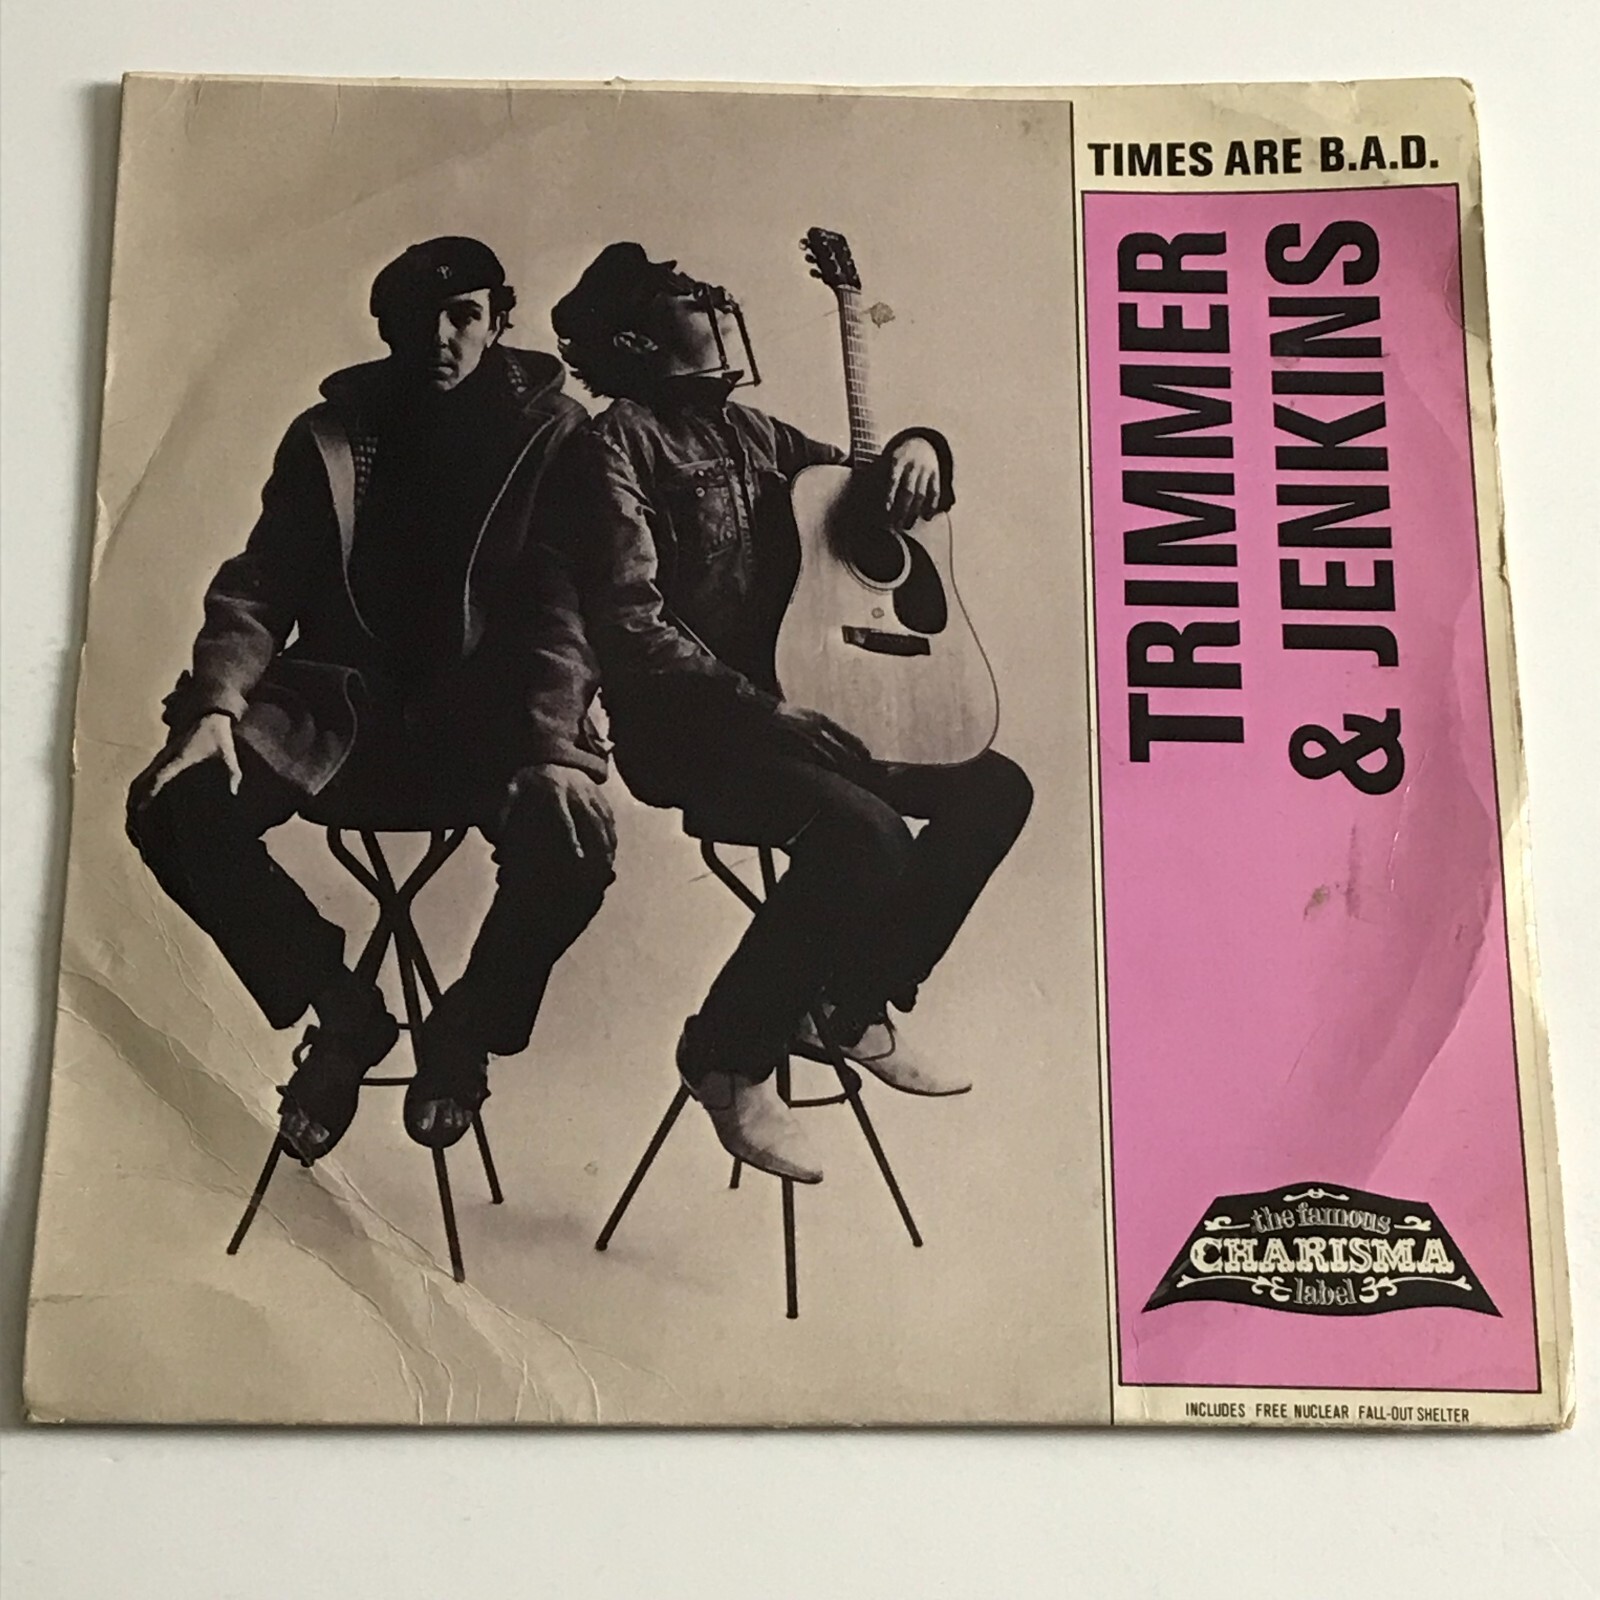 TIMES ARE B.A.D.
TRIMMER
& JENKINS
the famous
CHARISMA
label
INCLUDES FREE NUCLEAR FALL-OUT SHELTER